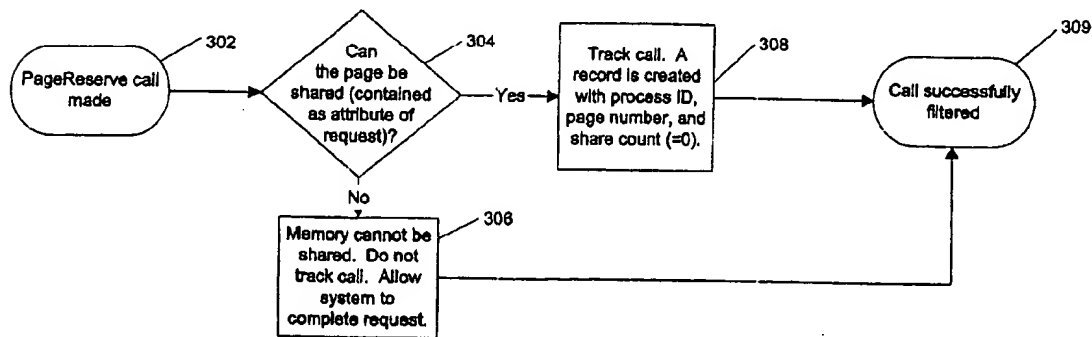 302
PageReserve call
made
304
Can
the page be
shared (contained
as attribute of
request)?
Yes
308
Track call. A
record is created
with process ID,
page number, and
share count (=0).
309
Call successfully
filtered
No
306
Memory cannot be
shared. Do not
track call. Allow
system to
complete request.